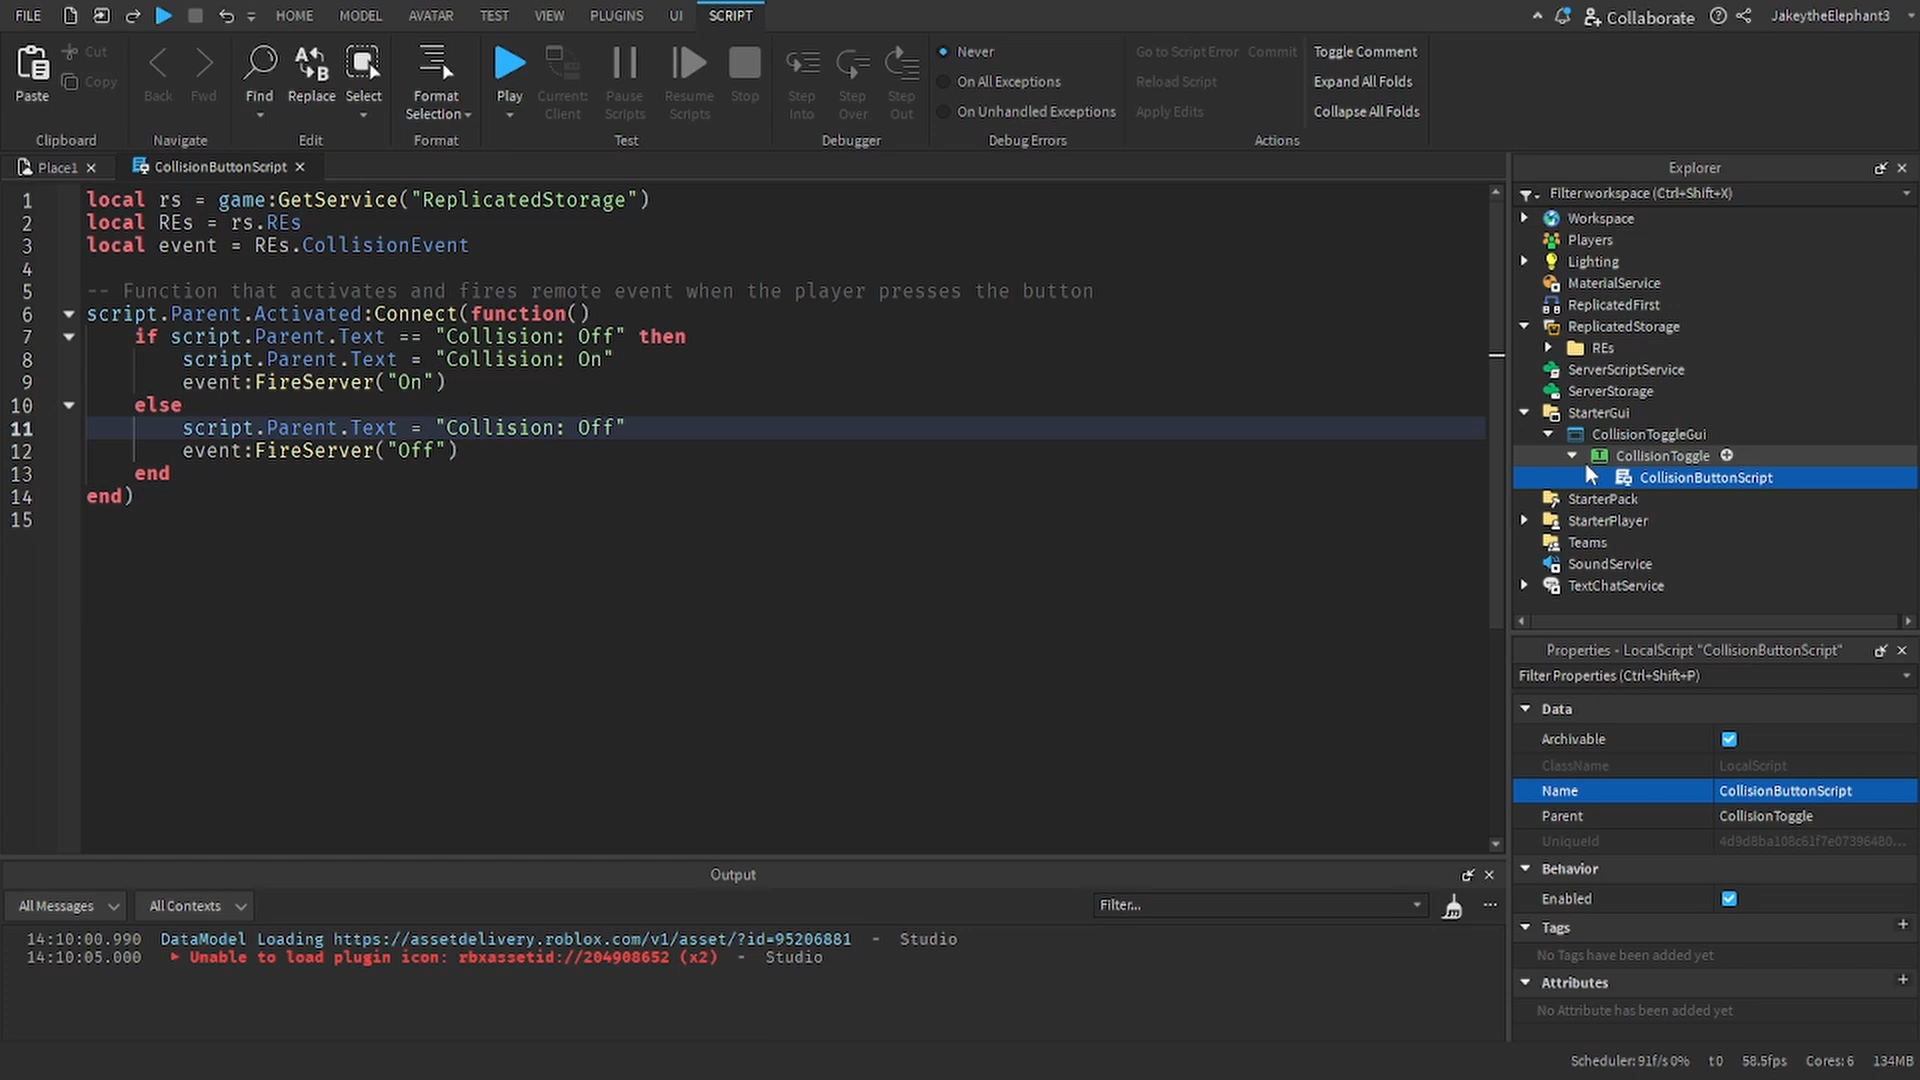 FILE HOME MODEL AVATAR TEST VIEW PLUGINS UI SCRIPT Collaborate JakeytheElephant3
Paste Cut Copy
Clipboard
Back Fwd
Navigate
Find Replace Select
Edit
Format Selection
Format
Play Current: Client Pause Scripts Resume Scripts Stop
Test
Step Into Step Over Step Out
Debugger
Never
On All Exceptions
On Unhandled Exceptions
Debug Errors
Go to Script Error Commit Toggle Comment
Reload Script Expand All Folds
Apply Edits Collapse All Folds
Actions
Place1 CollisionButtonScript
1 local rs = game:GetService("ReplicatedStorage")
2 local REs = rs.REs
3 local event = REs.CollisionEvent
4
5 -- Function that activates and fires remote event when the player presses the button
6 script.Parent.Activated:Connect(function()
7 if script.Parent.Text == "Collision: Off" then
8 script.Parent.Text = "Collision: On"
9 event:FireServer("On")
10 else
11 script.Parent.Text = "Collision: Off"
12 event:FireServer("Off")
13 end
14 end)
15
Explorer
Filter workspace (Ctrl+Shift+X)
Workspace
Players
Lighting
MaterialService
ReplicatedFirst
ReplicatedStorage
REs
ServerScriptService
ServerStorage
StarterGui
CollisionToggleGui
CollisionToggle
CollisionButtonScript
StarterPack
StarterPlayer
Teams
SoundService
TextChatService
Properties - LocalScript "CollisionButtonScript"
Filter Properties (Ctrl+Shift+P)
Data
Archivable
ClassName LocalScript
Name CollisionButtonScript
Parent CollisionToggle
UniqueId 4d9d8ba108c61f7e07396480...
Behavior
Enabled
Tags
No Tags have been added yet
Attributes
No Attribute has been added yet
Output
All Messages All Contexts Filter...
14:10:00.990 DataModel Loading https://assetdelivery.roblox.com/v1/asset/?id=95206881 - Studio
14:10:05.000 Unable to load plugin icon: rbxassetid://204908652 (x2) - Studio
Scheduler: 91f/s 0% t0 58.5fps Cores: 6 134MB